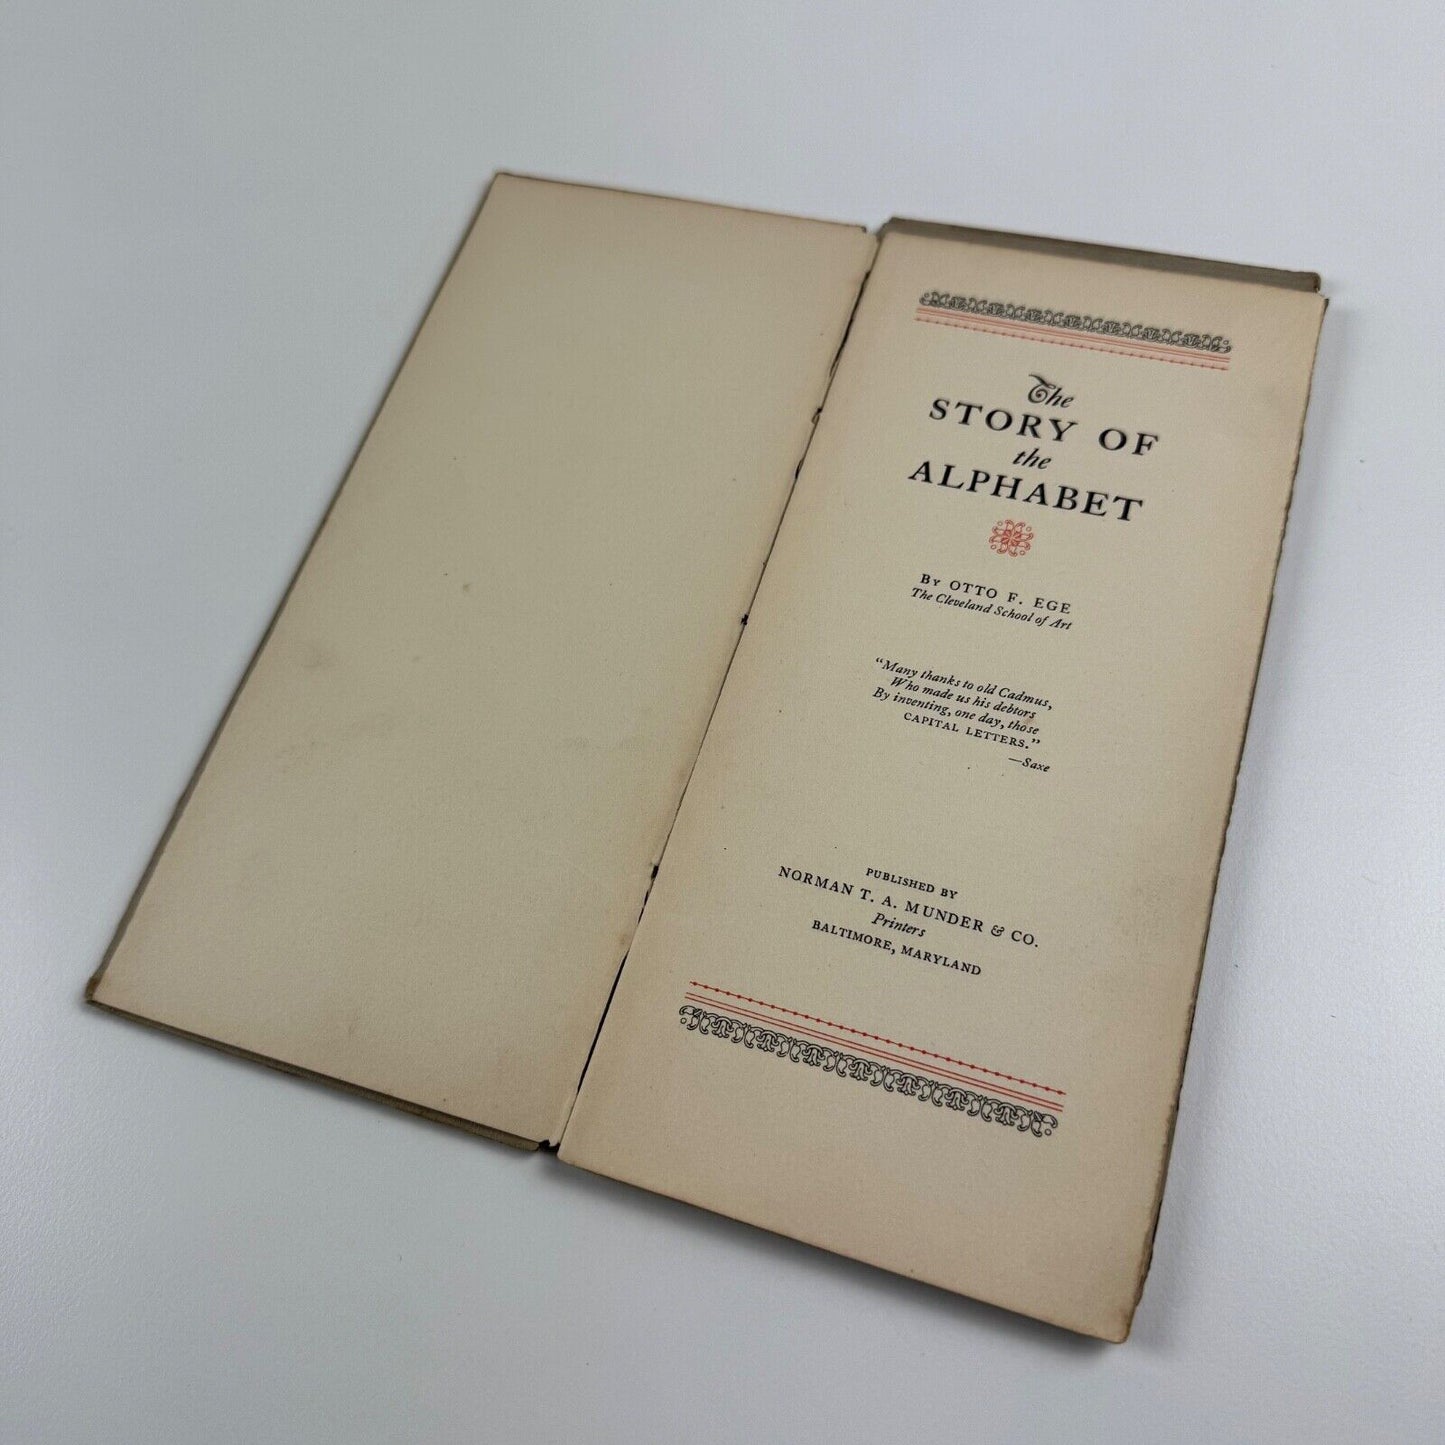 The
STORY OF
the
ALPHABET
By OTTO F. EGE
The Cleveland School of Art
"Many thanks to old Cadmus,
Who made us his debtors
By inventing, one day, those
CAPITAL LETTERS."
—Saxe
PUBLISHED BY
NORMAN T. A. MUNDER & CO.
Printers
BALTIMORE, MARYLAND